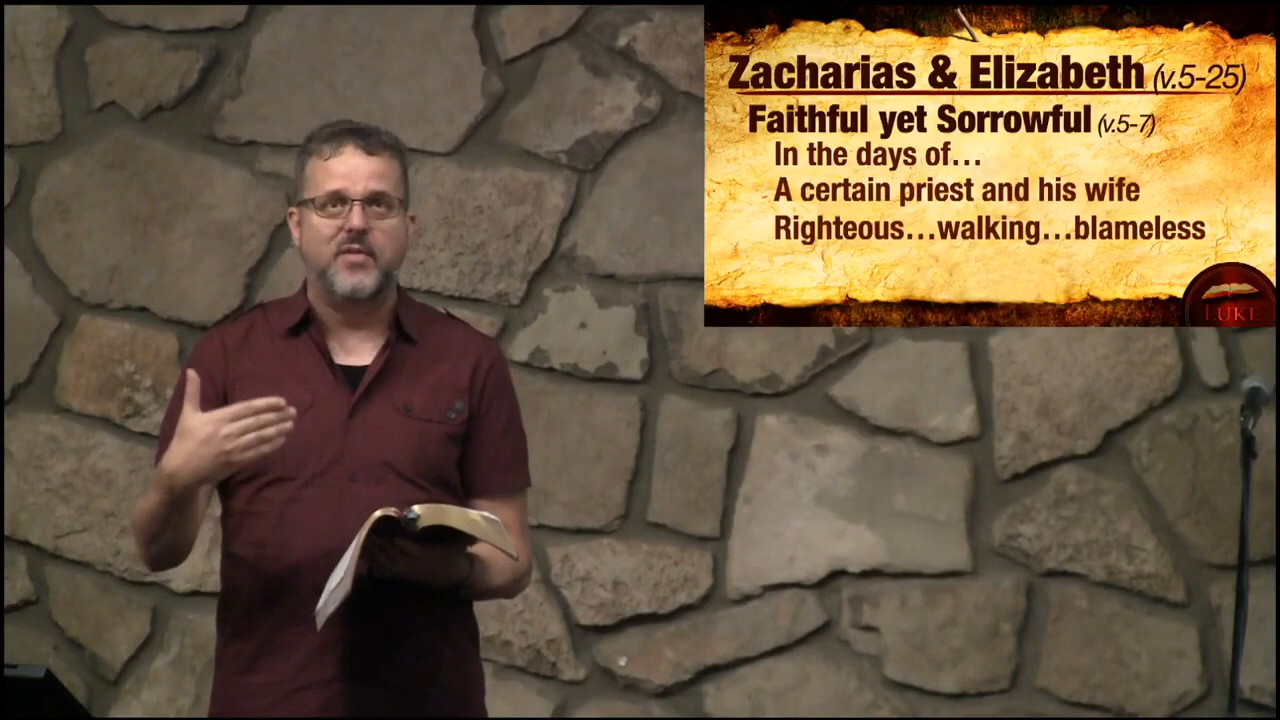 Zacharias & Elizabeth (v.5-25)
Faithful yet Sorrowful (v.5-7)
In the days of…
A certain priest and his wife
Righteous…walking…blameless
LUKE